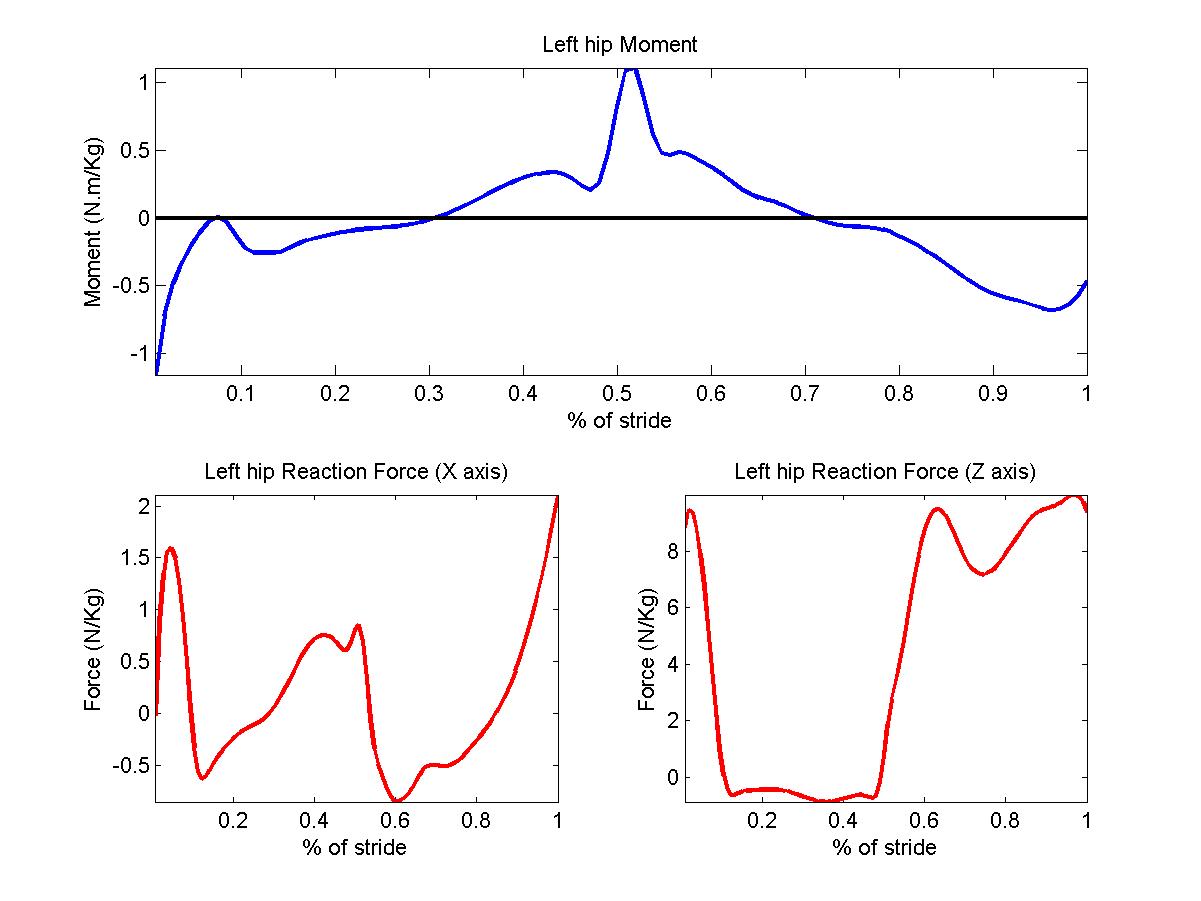 Left hip Moment
Moment (N.m/Kg)
1
0.5
0
-0.5
-1
0.1 0.2 0.3 0.4 0.5 0.6 0.7 0.8 0.9 1
% of stride
Left hip Reaction Force (X axis)
Force (N/Kg)
2
1.5
1
0.5
0
-0.5
0.2 0.4 0.6 0.8 1
% of stride
Left hip Reaction Force (Z axis)
Force (N/Kg)
8
6
4
2
0
0.2 0.4 0.6 0.8 1
% of stride